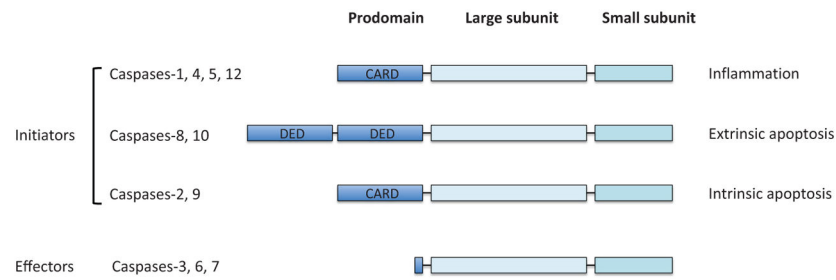 Prodomain Large subunit Small subunit
Caspases-1, 4, 5, 12 CARD Inflammation
Initiators Caspases-8, 10 DED DED Extrinsic apoptosis
Caspases-2, 9 CARD Intrinsic apoptosis
Effectors Caspases-3, 6, 7